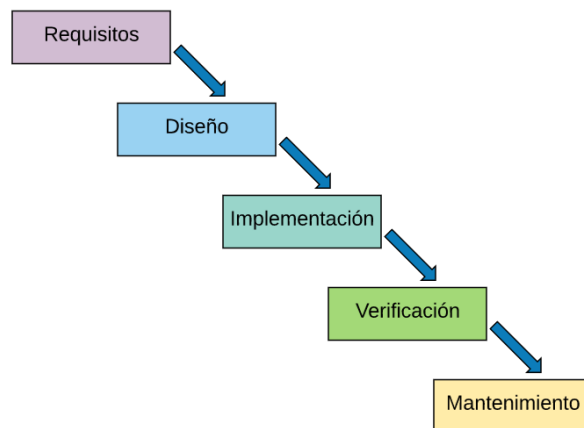 Requisitos
Diseño
Implementación
Verificación
Mantenimiento